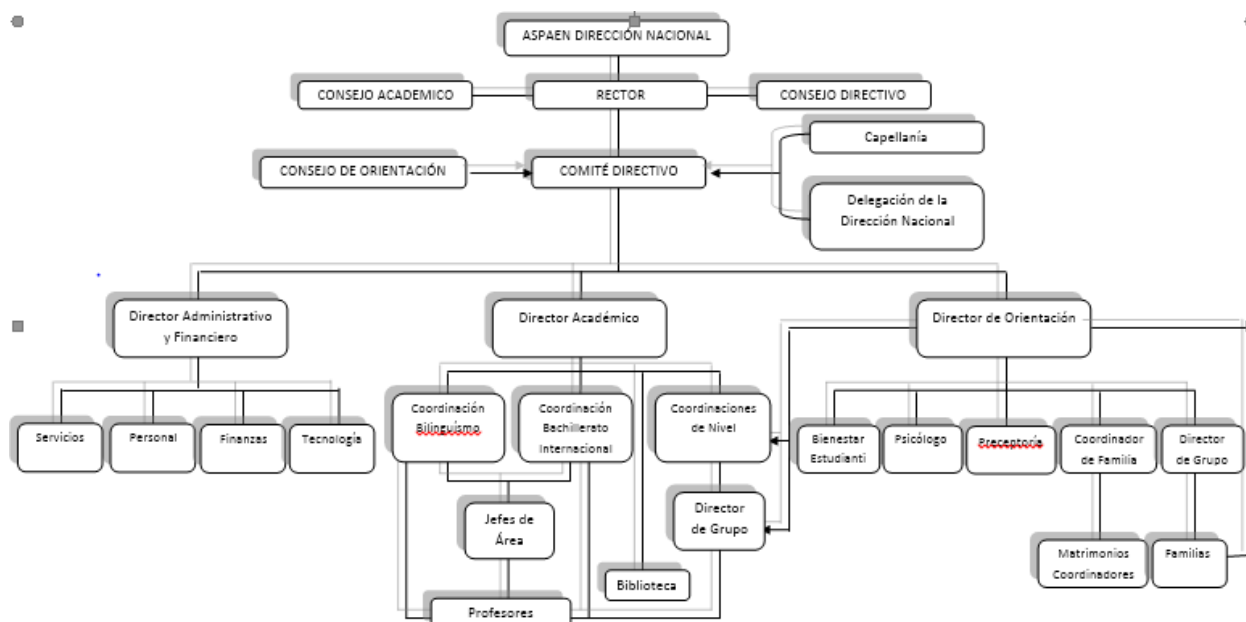 ASPAEN DIRECCIÓN NACIONAL
CONSEJO ACADEMICO
RECTOR
CONSEJO DIRECTIVO
Capellanía
CONSEJO DE ORIENTACIÓN
COMITÉ DIRECTIVO
Delegación de la
Dirección Nacional
Director Administrativo
y Financiero
Director Académico
Director de Orientación
Servicios
Personal
Finanzas
Tecnología
Coordinación
Bilinguísmo
Coordinación
Bachillerato
Internacional
Coordinaciones
de Nivel
Bienestar
Estudianti
Psicólogo
Preceptoría
Coordinador
de Familia
Director
de Grupo
Jefes de
Área
Director
de Grupo
Biblioteca
Matrimonios
Coordinadores
Familias
Profesores